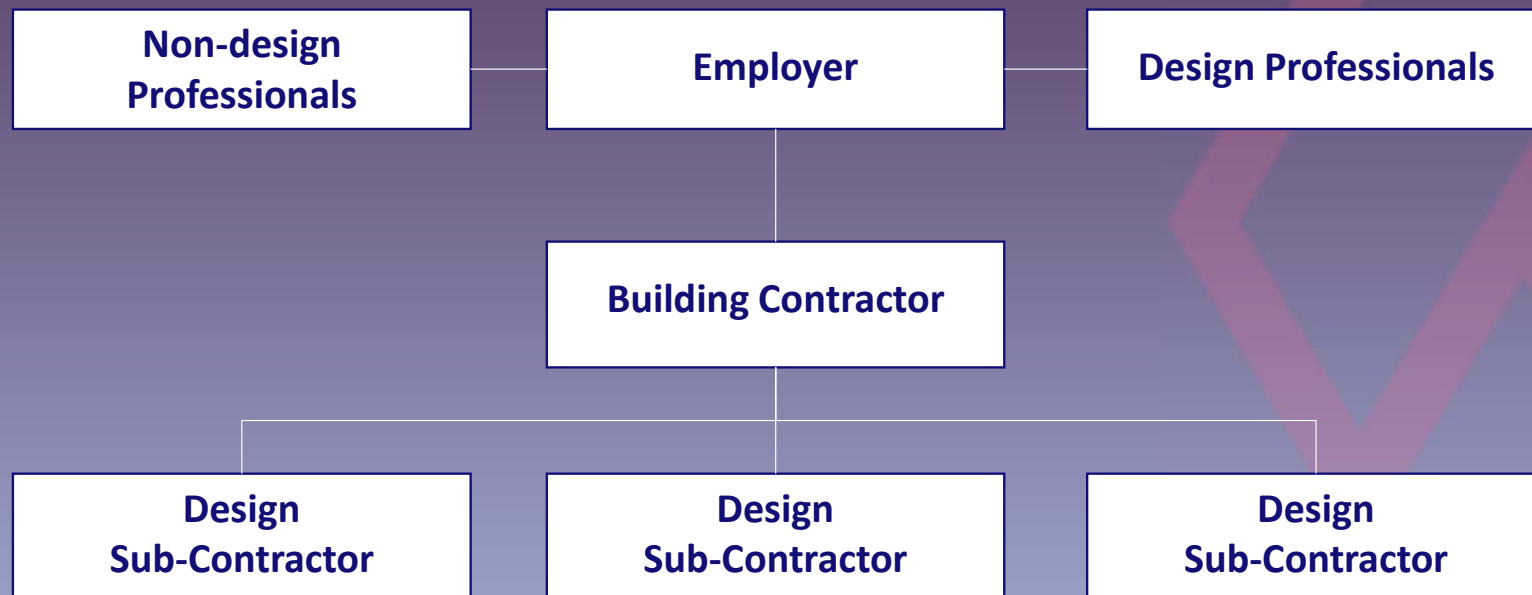 Non-design
Professionals
Employer
Design Professionals
Building Contractor
Design
Sub-Contractor
Design
Sub-Contractor
Design
Sub-Contractor